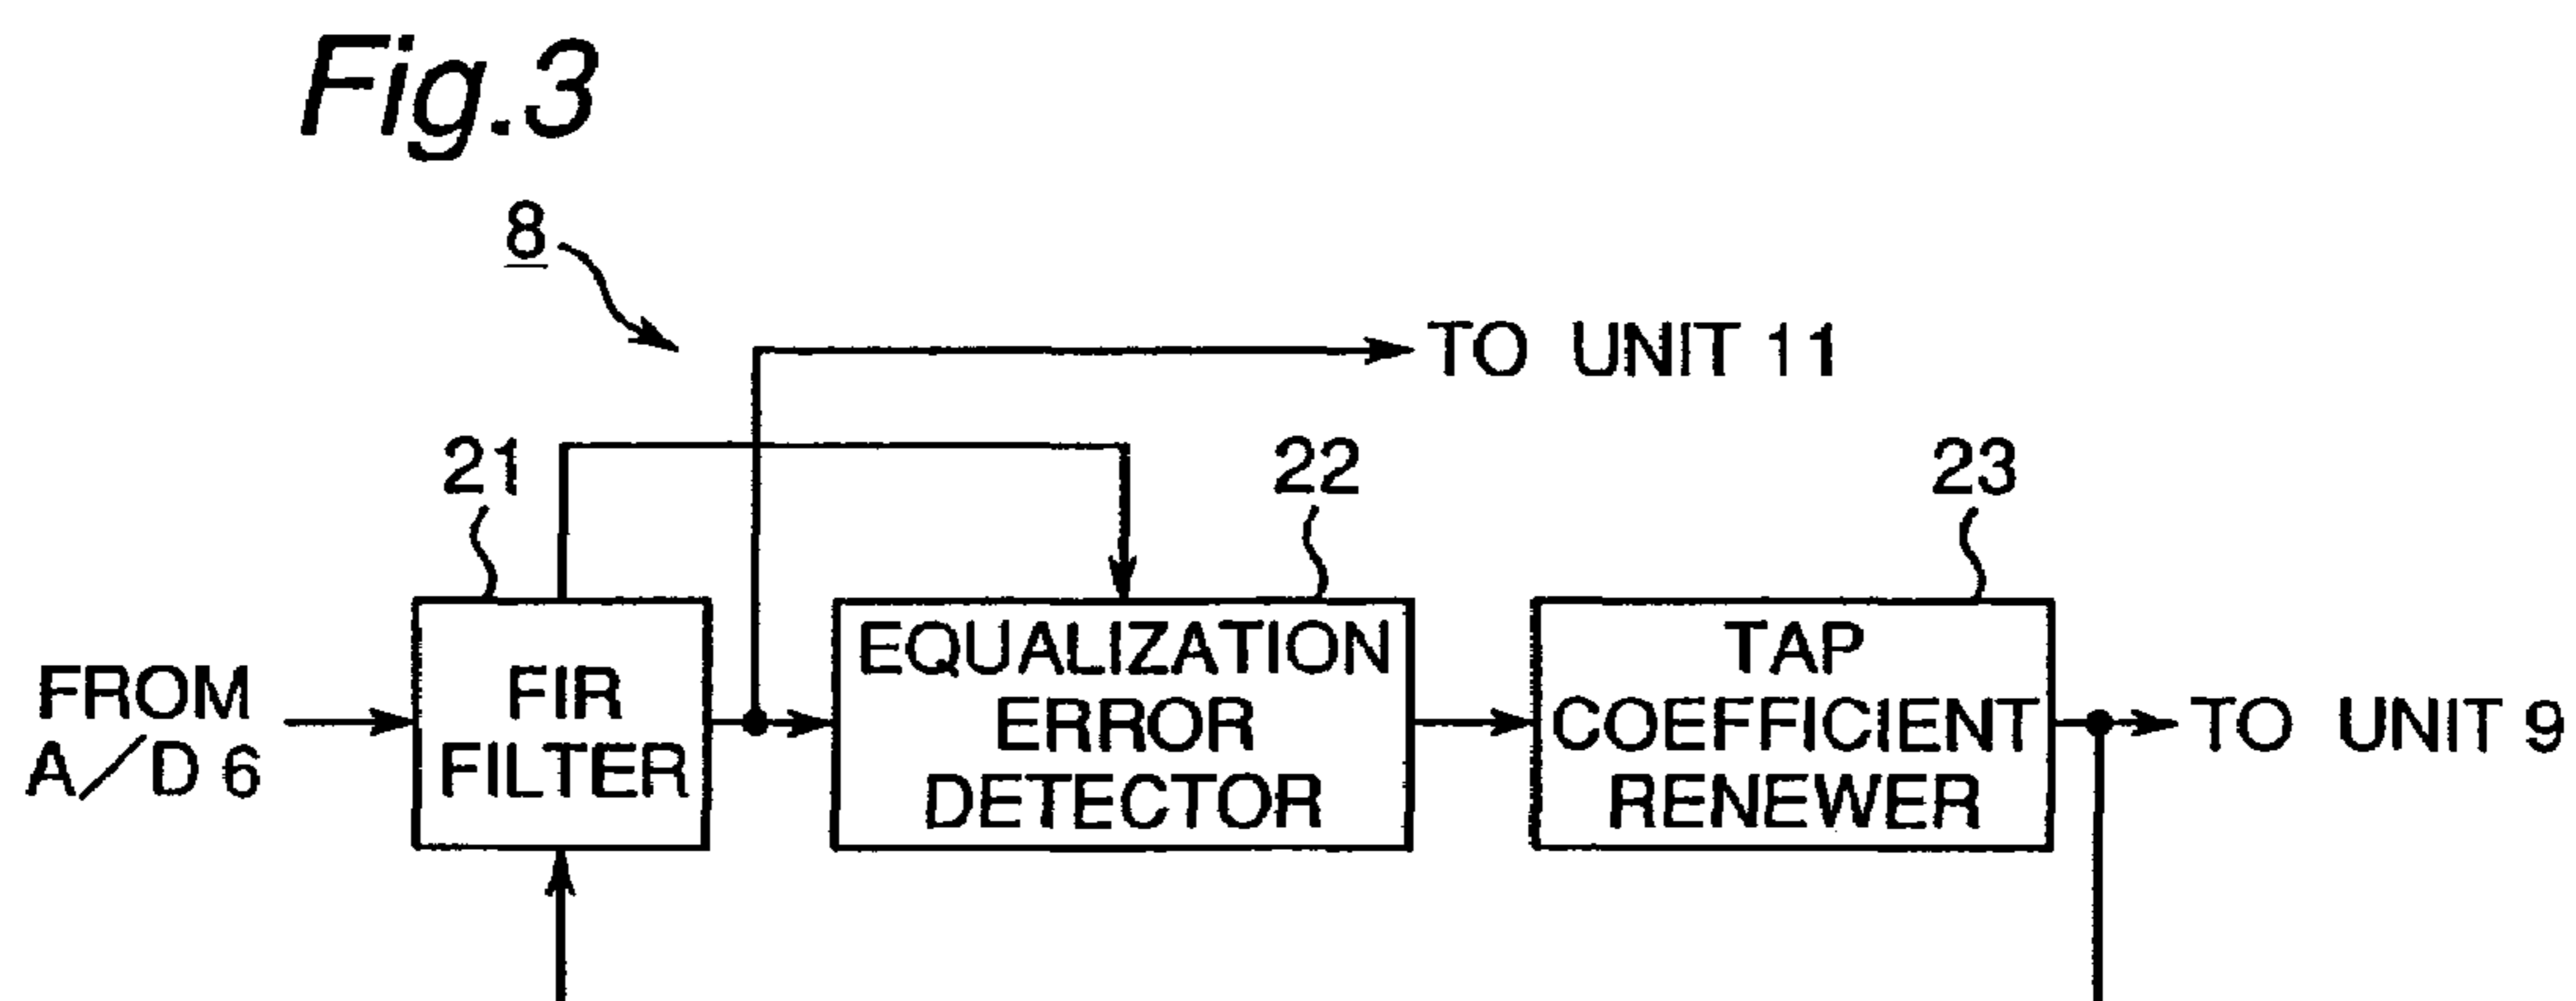 Fig.3
8
TO UNIT 11
21
22
23
FROM
A/D 6
FIR
FILTER
EQUALIZATION
ERROR
DETECTOR
TAP
COEFFICIENT
RENEWER
TO UNIT 9